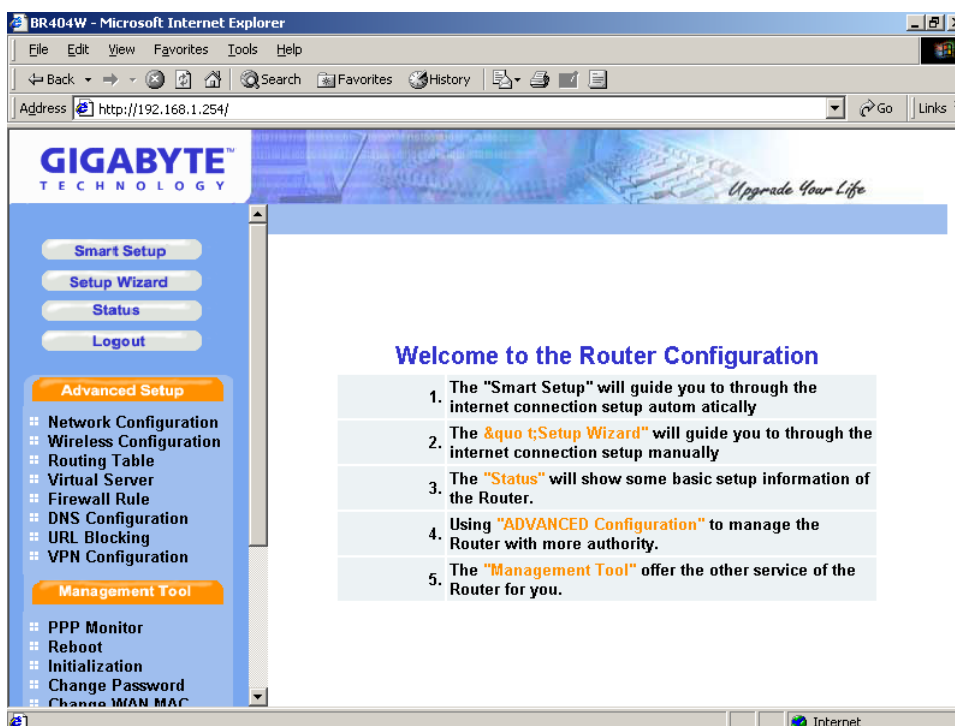 BR404W - Microsoft Internet Explorer
File Edit View Favorites Tools Help
Back Search Favorites History
Address http://192.168.1.254/ Go Links
GIGABYTE™
TECHNOLOGY
Upgrade Your Life
Smart Setup
Setup Wizard
Status
Logout
Advanced Setup
Network Configuration
Wireless Configuration
Routing Table
Virtual Server
Firewall Rule
DNS Configuration
URL Blocking
VPN Configuration
Management Tool
PPP Monitor
Reboot
Initialization
Change Password
Change WAN MAC
Welcome to the Router Configuration
1. The "Smart Setup" will guide you to through the
internet connection setup autom atically
2. The &quo t;Setup Wizard" will guide you to through the
internet connection setup manually
3. The "Status" will show some basic setup information of
the Router.
4. Using "ADVANCED Configuration" to manage the
Router with more authority.
5. The "Management Tool" offer the other service of the
Router for you.
Internet